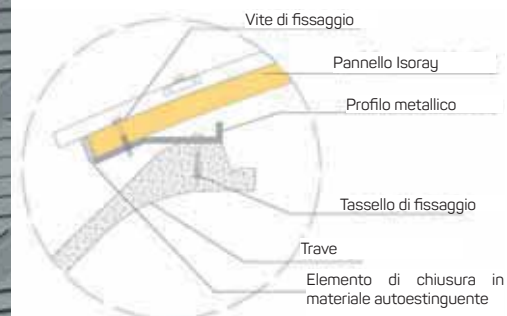 Vite di fissaggio
Pannello Isoray
Profilo metallico
Tassello di fissaggio
Trave
Elemento di chiusura in
materiale autoestinguente